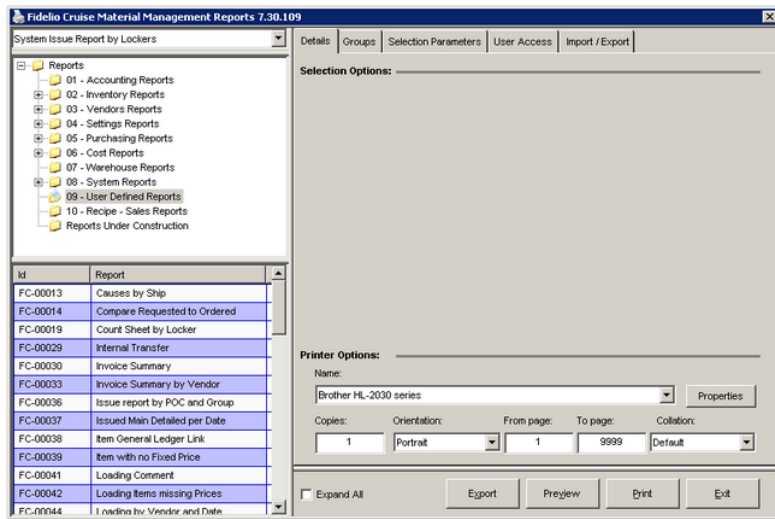 Fidelio Cruise Material Management Reports 7.30.109
System Issue Report by Lockers
Reports
01 - Accounting Reports
02 - Inventory Reports
03 - Vendors Reports
04 - Settings Reports
05 - Purchasing Reports
06 - Cost Reports
07 - Warehouse Reports
08 - System Reports
09 - User Defined Reports
10 - Recipe - Sales Reports
Reports Under Construction
Id Report
FC-00013 Causes by Ship
FC-00014 Compare Requested to Ordered
FC-00019 Count Sheet by Locker
FC-00029 Internal Transfer
FC-00030 Invoice Summary
FC-00033 Invoice Summary by Vendor
FC-00036 Issue report by POC and Group
FC-00037 Issued Main Detailed per Date
FC-00038 Item General Ledger Link
FC-00039 Item with no Fixed Price
FC-00041 Loading Comment
FC-00042 Loading Items missing Prices
FC-00044 Loading by Vendor and Date
Details Groups Selection Parameters User Access Import / Export
Selection Options:
Printer Options:
Name:
Brother HL-2030 series Properties
Copies: Orientation: From page: To page: Collation:
1 Portrait 1 9999 Default
Expand All Export Preview Print Exit